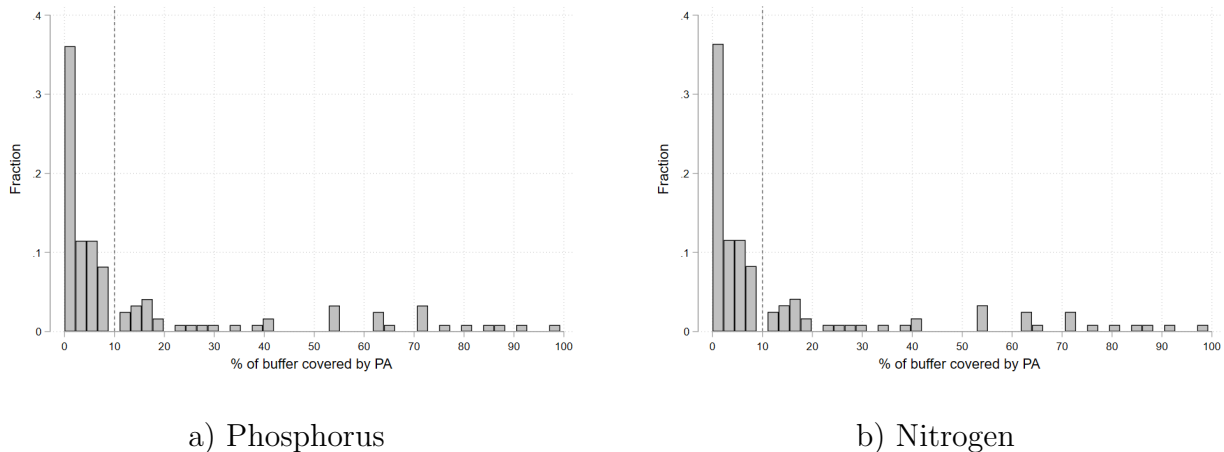 .4
.3
.2
.1
0
Fraction
0 10 20 30 40 50 60 70 80 90 100
% of buffer covered by PA
a) Phosphorus
.4
.3
.2
.1
0
Fraction
0 10 20 30 40 50 60 70 80 90 100
% of buffer covered by PA
b) Nitrogen